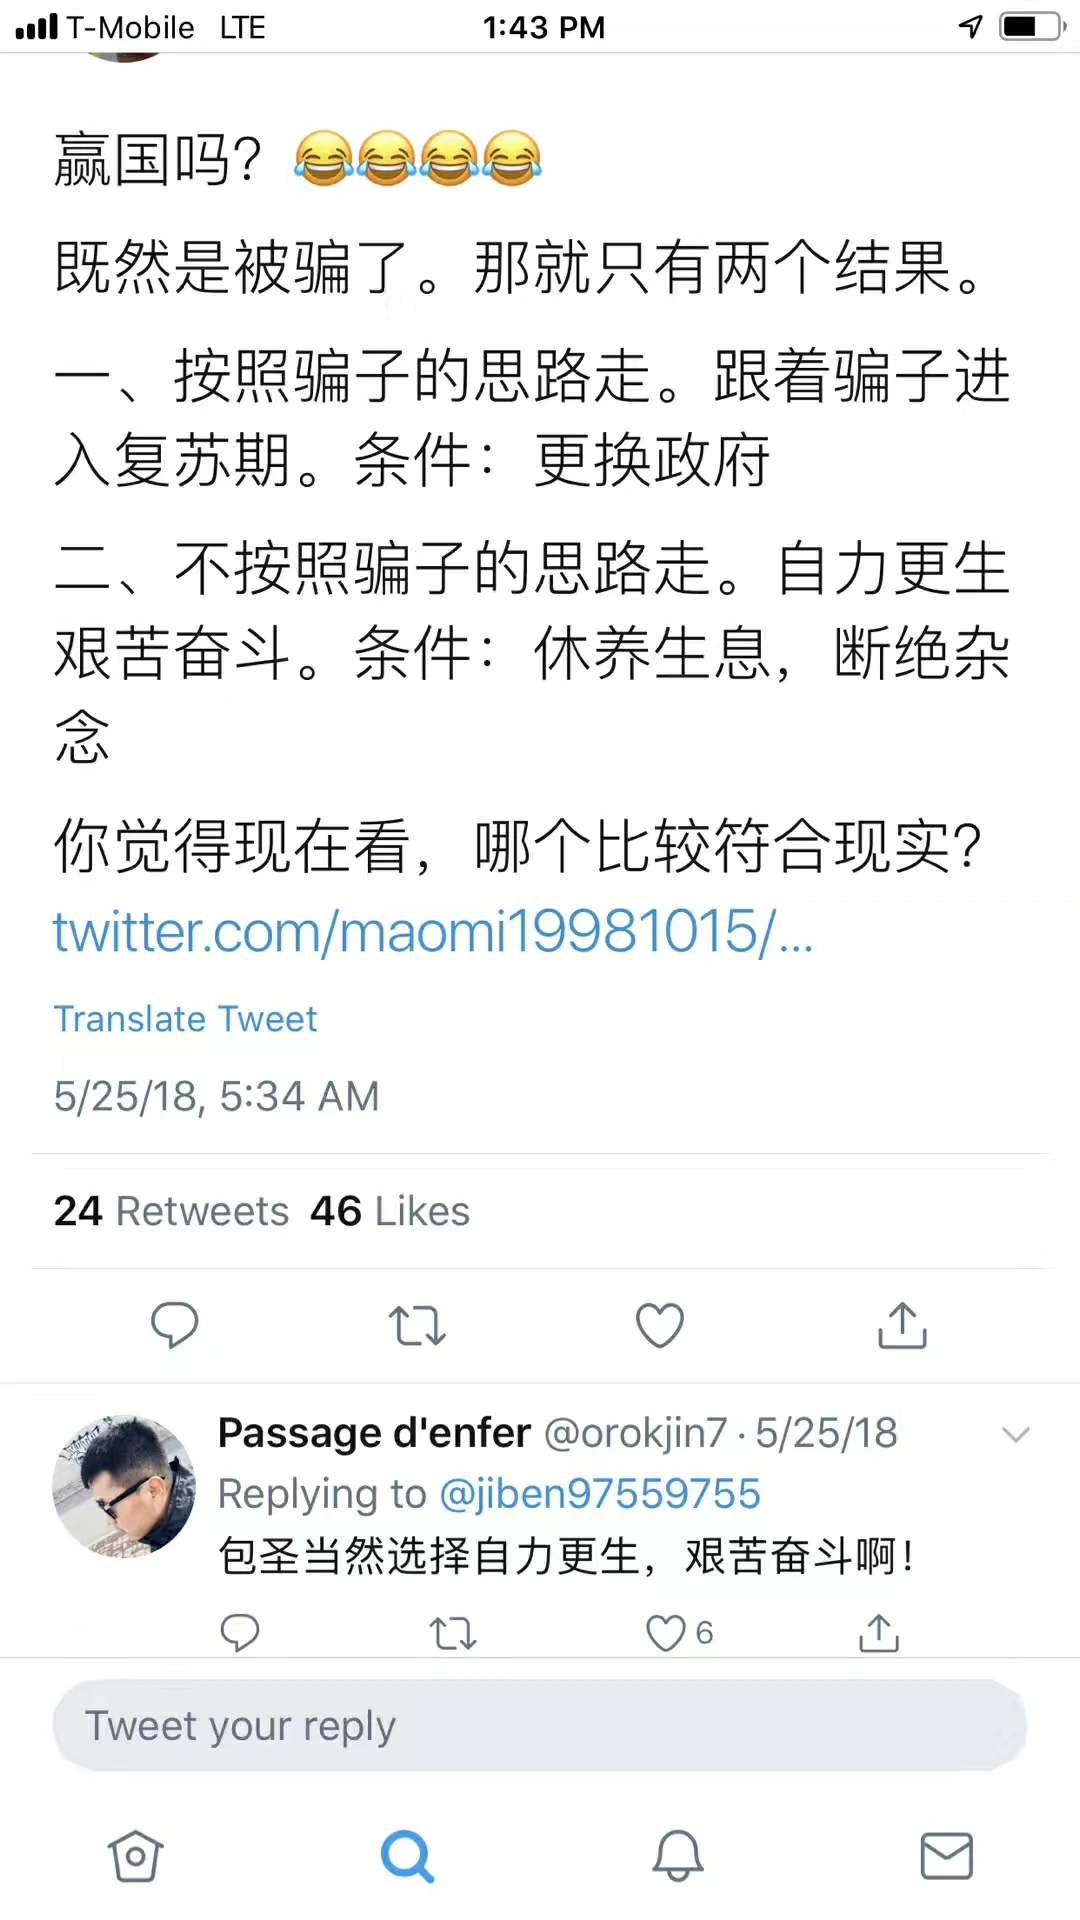 T-Mobile LTE 1:43 PM
赢国吗？😂😂😂😂
既然是被骗了。那就只有两个结果。
一、按照骗子的思路走。跟着骗子进
入复苏期。条件：更换政府
二、不按照骗子的思路走。自力更生
艰苦奋斗。条件：休养生息，断绝杂
念
你觉得现在看，哪个比较符合现实？
twitter.com/maomi19981015/...
Translate Tweet
5/25/18, 5:34 AM
24 Retweets 46 Likes
Passage d'enfer @orokjin7 · 5/25/18
Replying to @jiben97559755
包圣当然选择自力更生，艰苦奋斗啊！
6
Tweet your reply